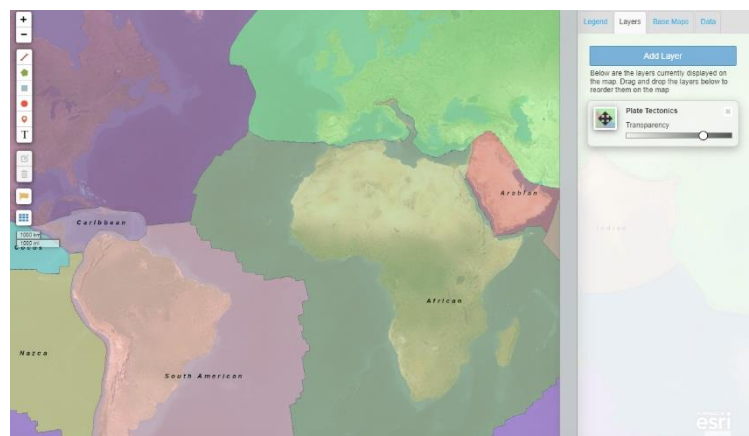 +
−
T
1000 km
1000 mi
Caribbean
Cocos
Nazca
South American
African
Arabian
Indian
Legend Layers Base Maps Data
Add Layer
Below are the layers currently displayed on
the map. Drag and drop the layers below to
reorder them on the map
Plate Tectonics
Transparency
esri